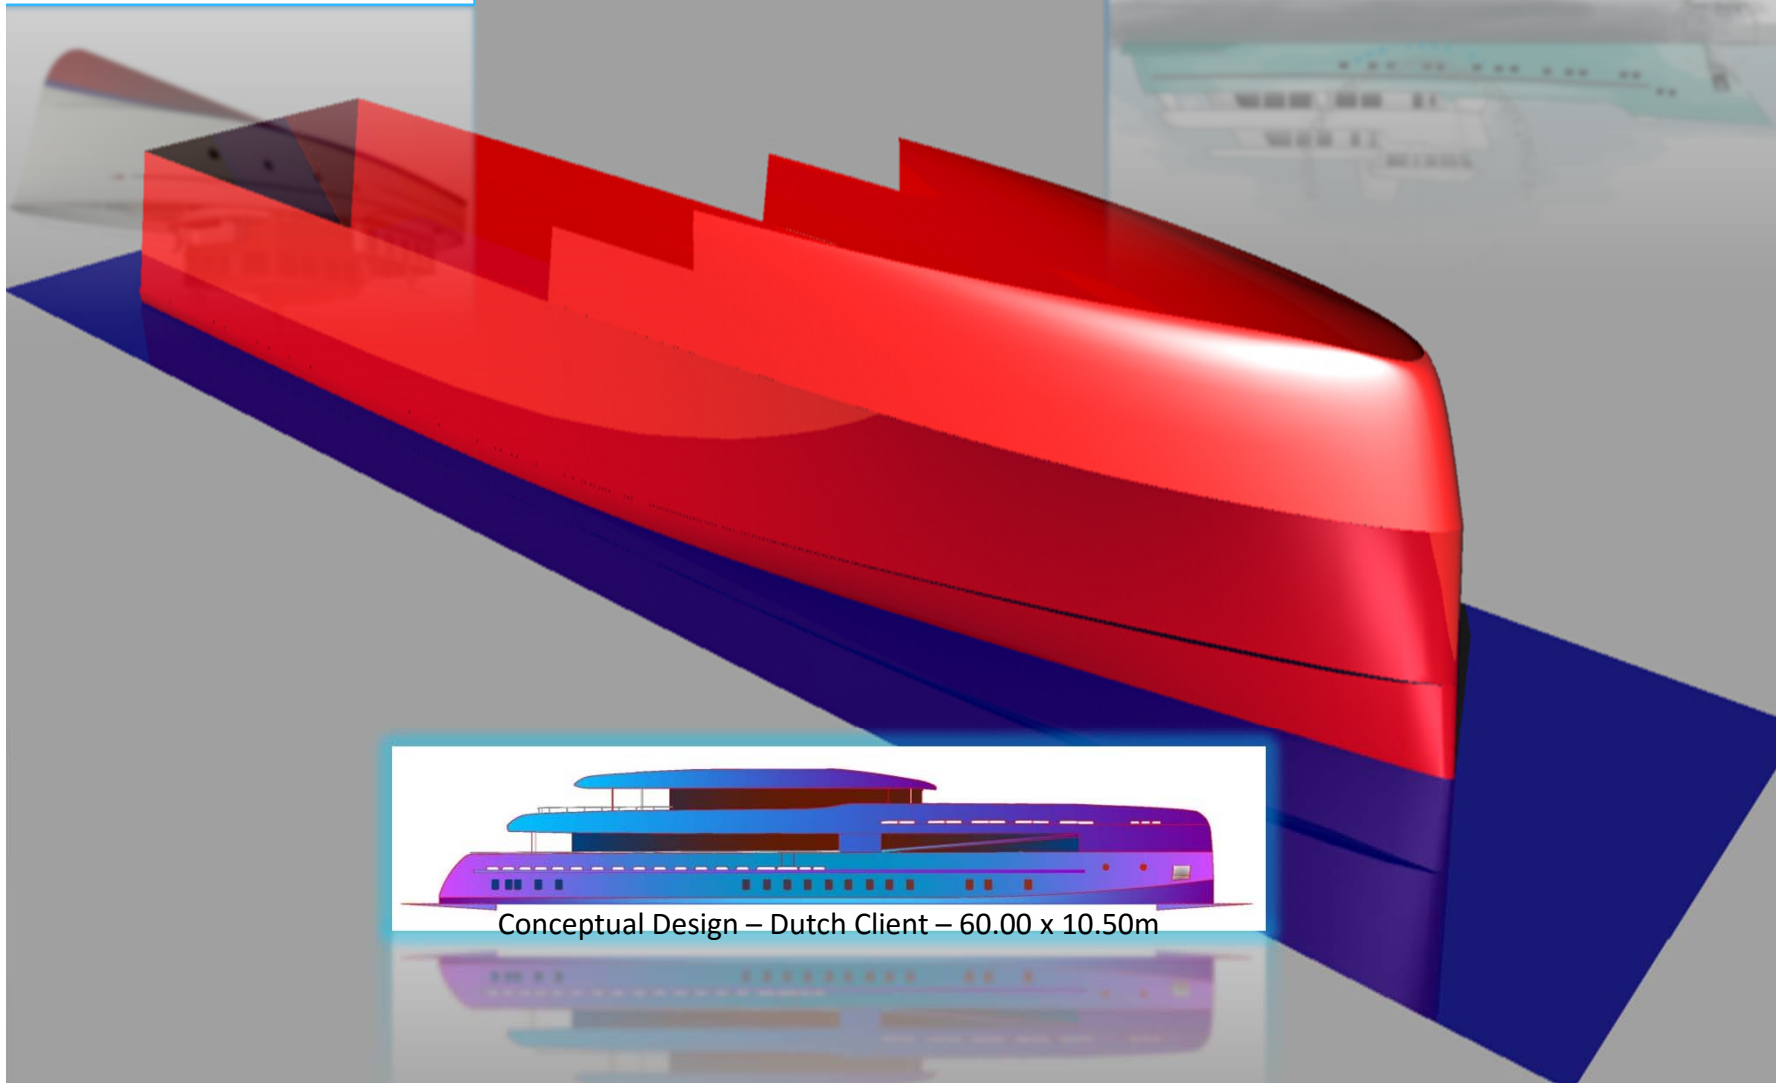 Conceptual Design – Dutch Client – 60.00 x 10.50m